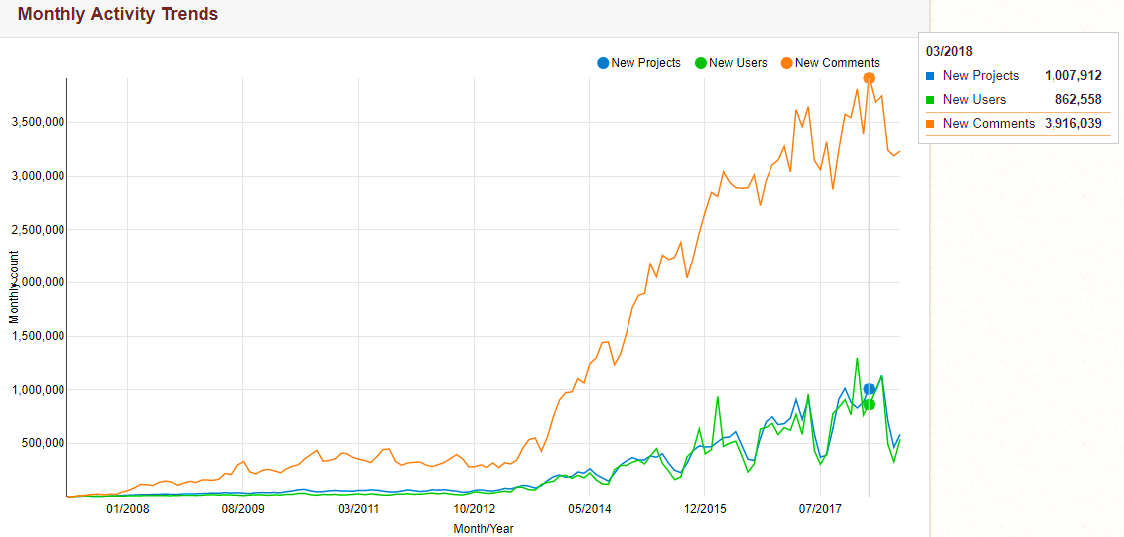 Monthly Activity Trends
New Projects New Users New Comments
03/2018
New Projects 1,007,912
New Users 862,558
New Comments 3,916,039
3,500,000
3,000,000
2,500,000
2,000,000
1,500,000
1,000,000
500,000
Monthly count
01/2008 08/2009 03/2011 10/2012 05/2014 12/2015 07/2017
Month/Year